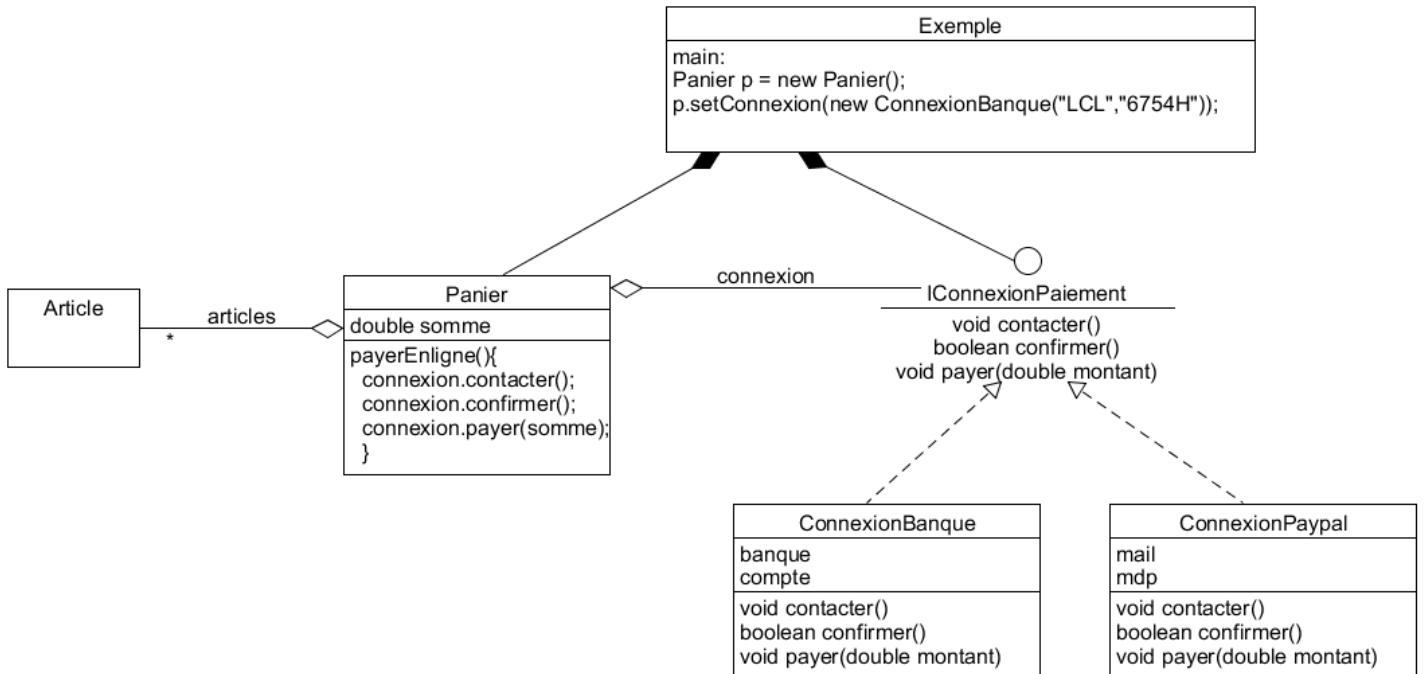 Exemple
main:
Panier p = new Panier();
p.setConnexion(new ConnexionBanque("LCL","6754H"));
Article
articles
*
Panier
double somme
payerEnligne(){
connexion.contacter();
connexion.confirmer();
connexion.payer(somme);
}
connexion
IConnexionPaiement
void contacter()
boolean confirmer()
void payer(double montant)
ConnexionBanque
banque
compte
void contacter()
boolean confirmer()
void payer(double montant)
ConnexionPaypal
mail
mdp
void contacter()
boolean confirmer()
void payer(double montant)